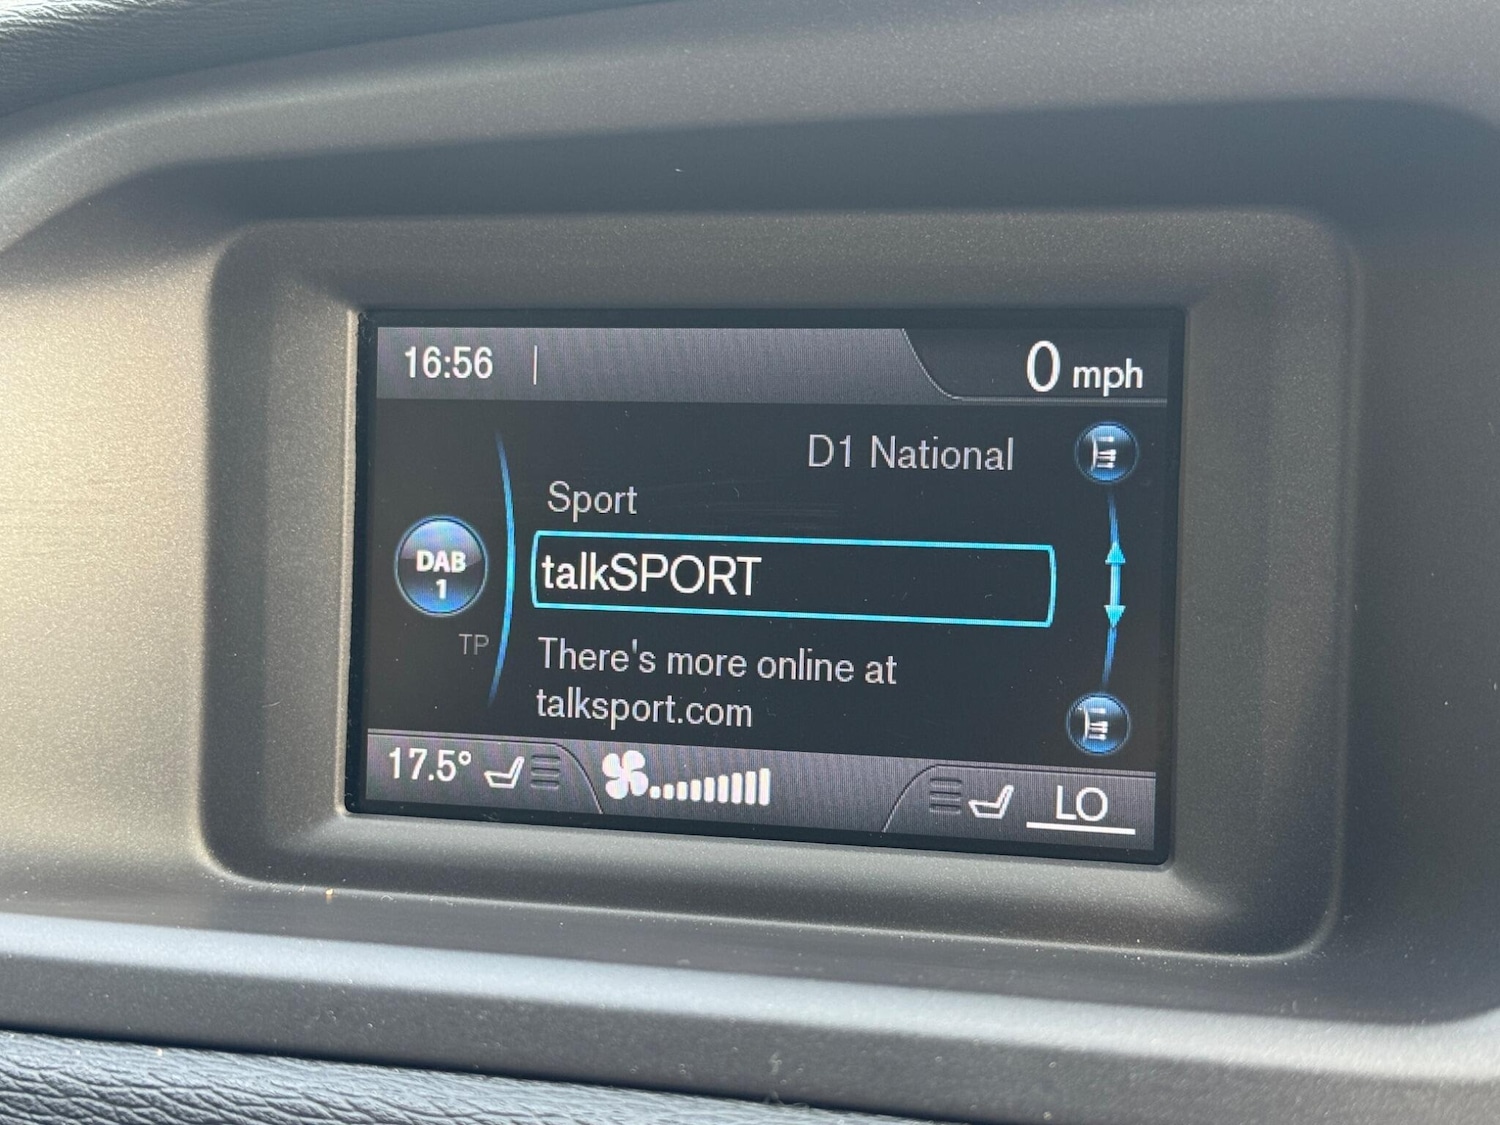 16:56
0 mph
D1 National
Sport
DAB
1
talkSPORT
TP
There's more online at
talksport.com
17.5°
LO